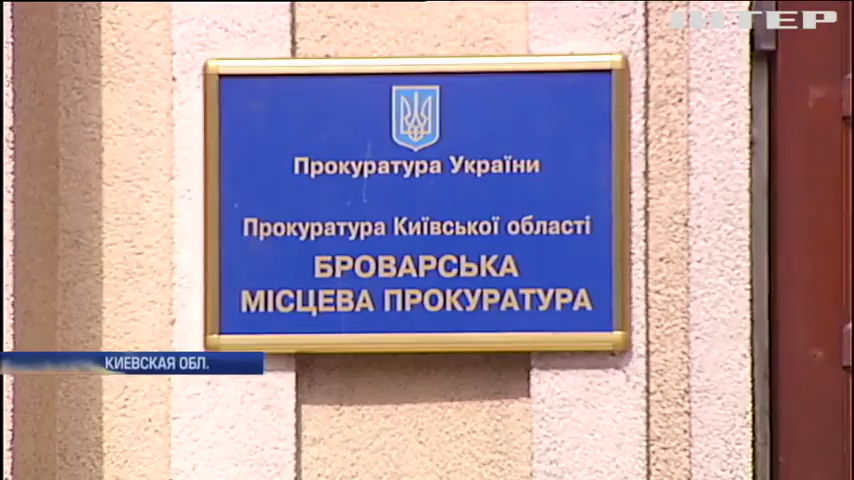 ІНТЕР
Прокуратура України
Прокуратура Київської області
БРОВАРСЬКА
МІСЦЕВА ПРОКУРАТУРА
КИЕВСКАЯ ОБЛ.